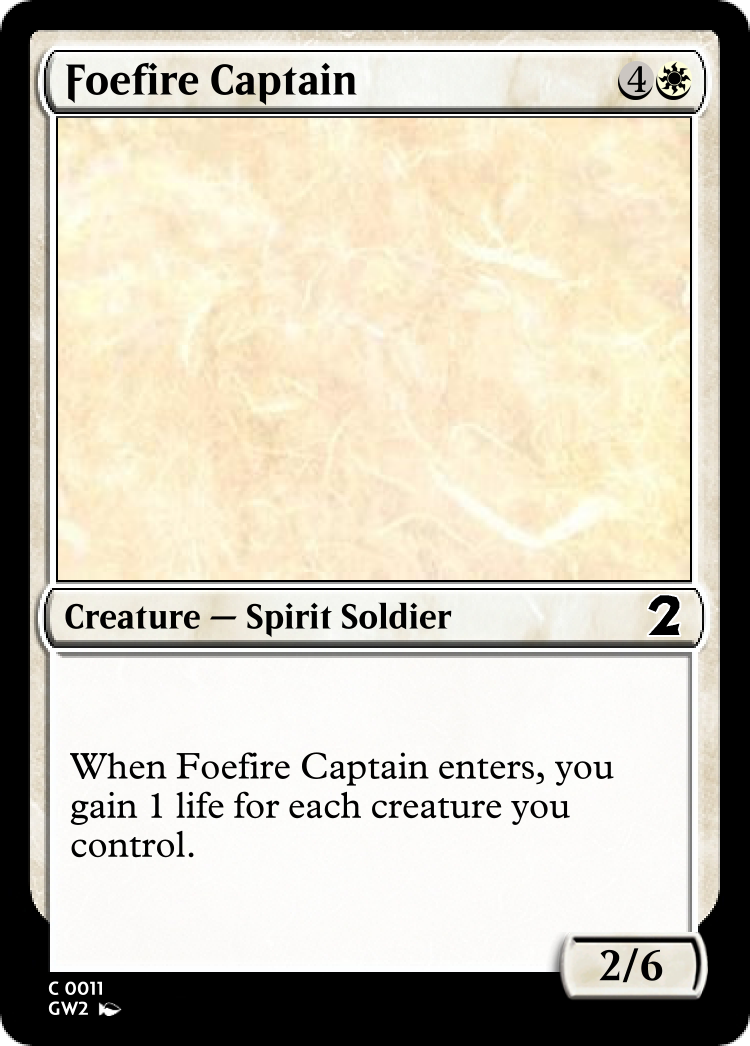 Foefire Captain 4
Creature — Spirit Soldier 2
When Foefire Captain enters, you
gain 1 life for each creature you
control.
2/6
C 0011
GW2